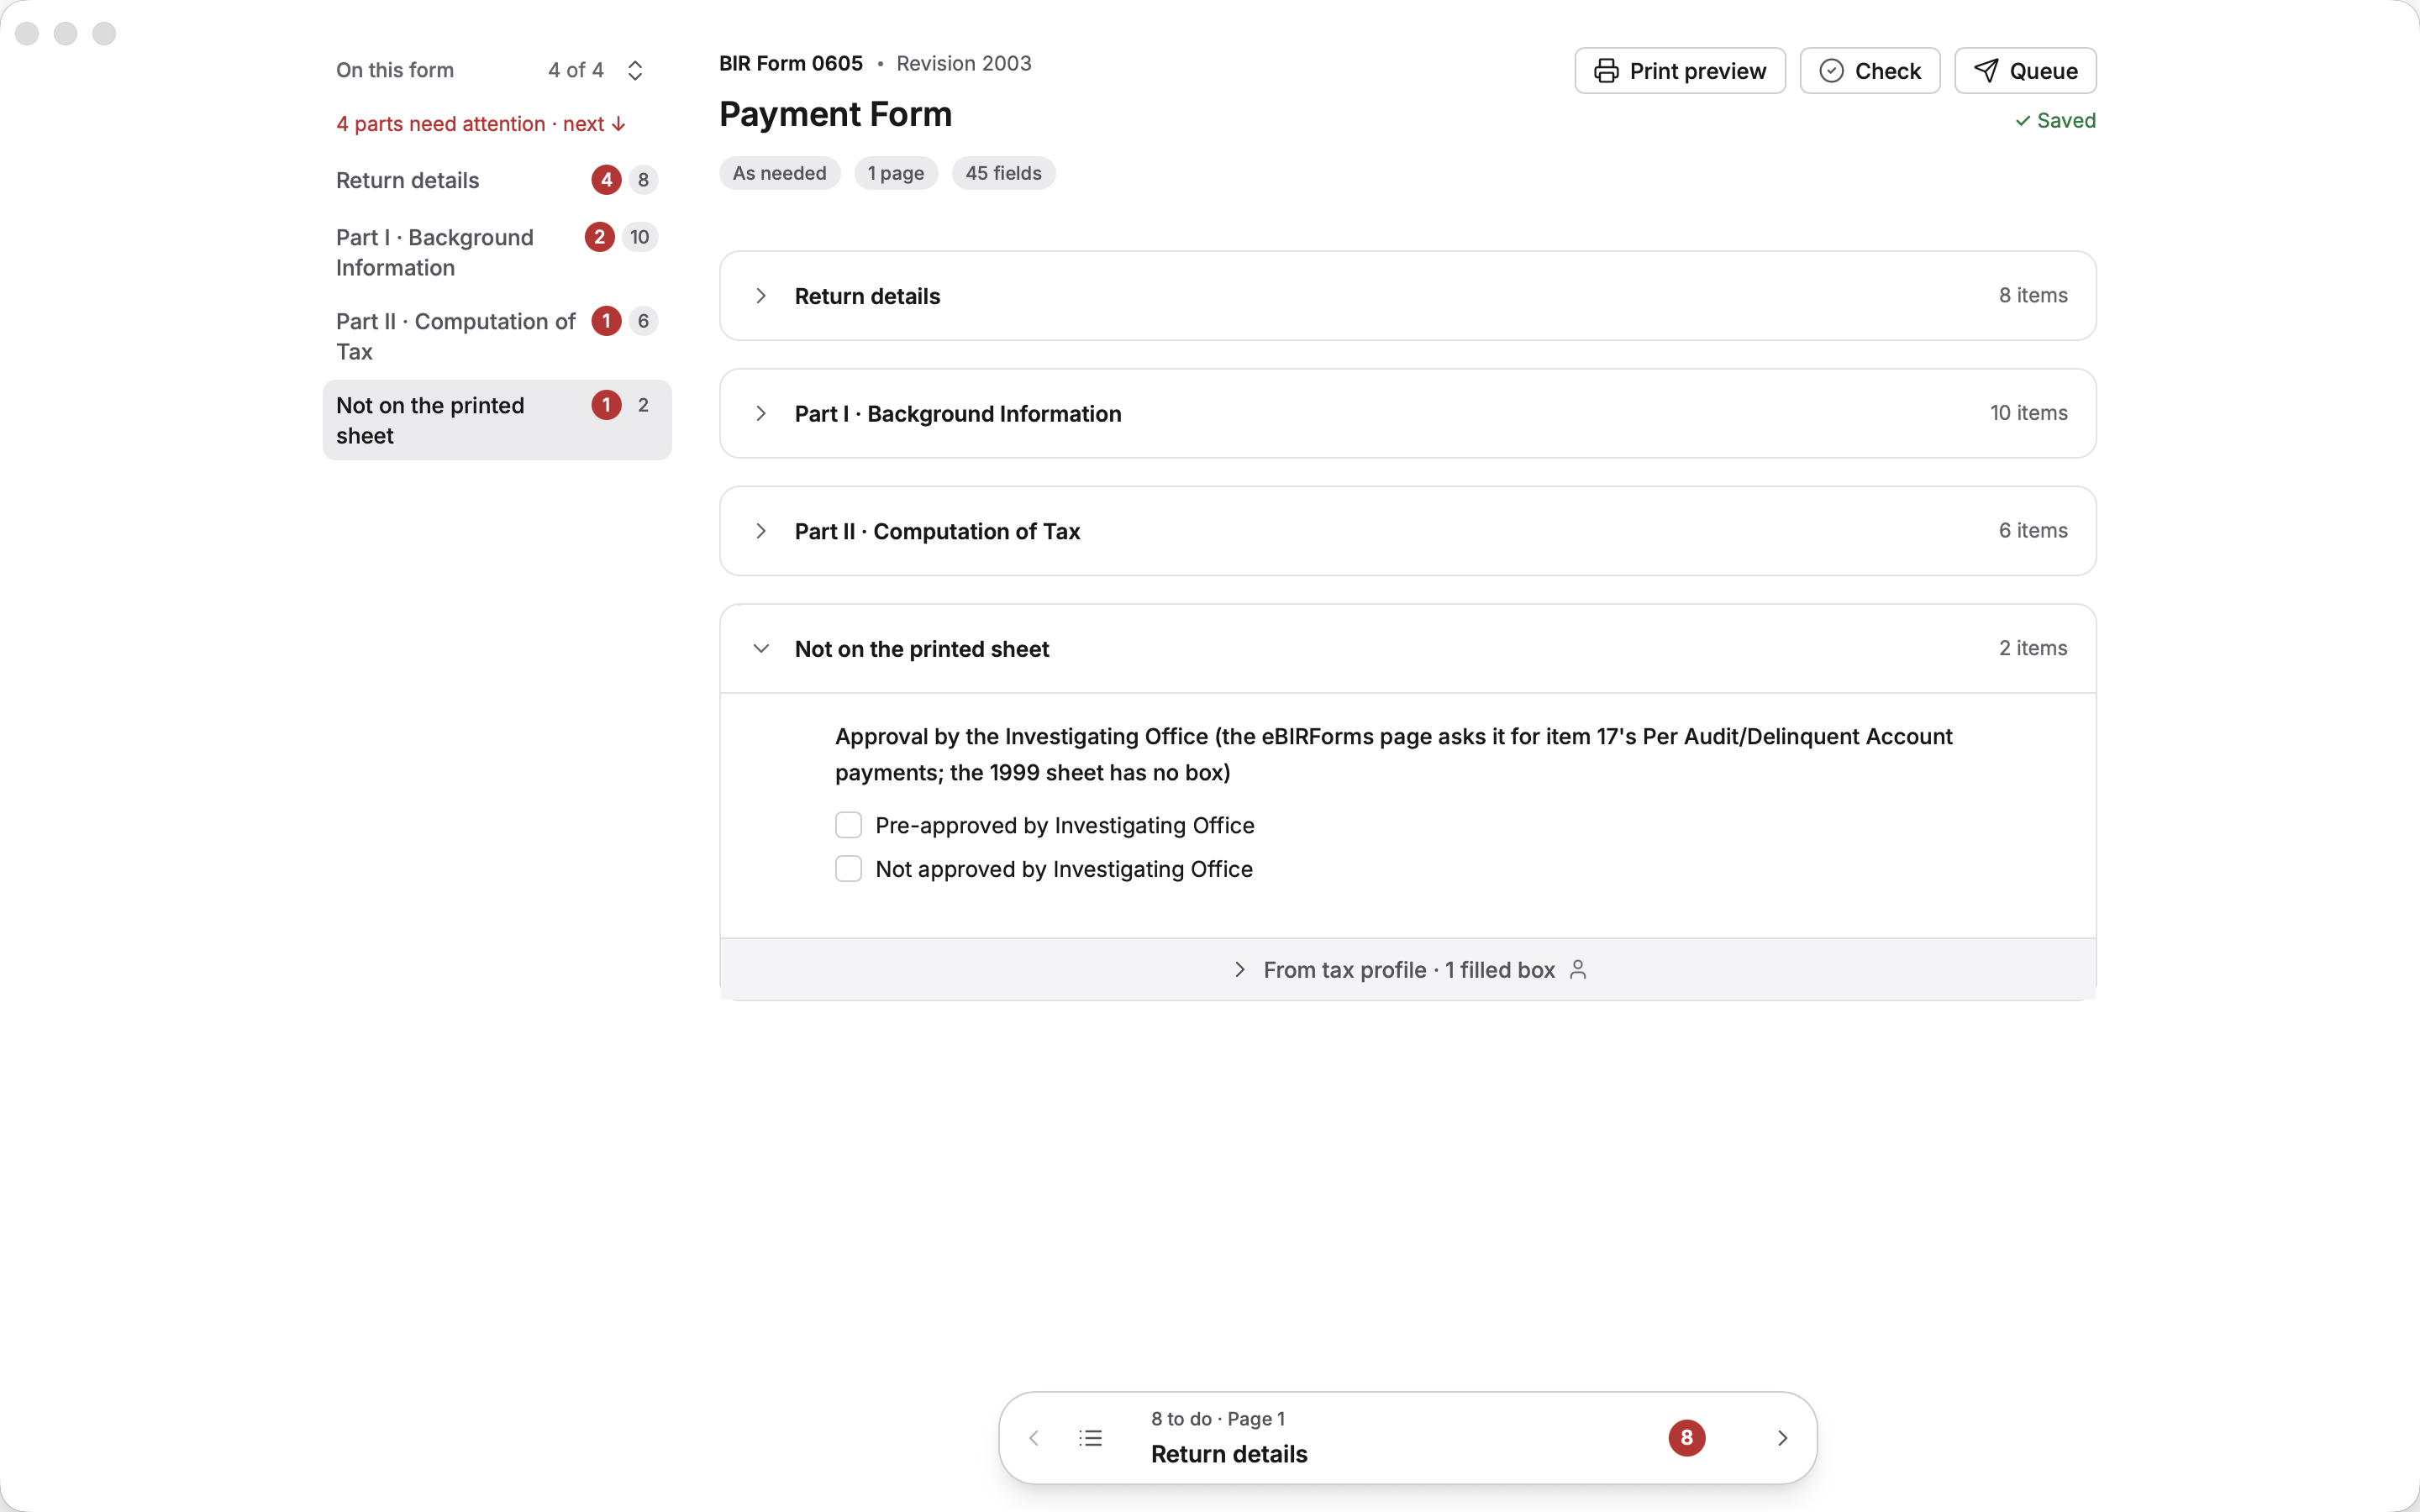 On this form 4 of 4
4 parts need attention · next ↓
Return details 4 8
Part I · Background Information 2 10
Part II · Computation of Tax 1 6
Not on the printed sheet 1 2
BIR Form 0605 • Revision 2003
Payment Form
As needed 1 page 45 fields
Print preview Check Queue
✓ Saved
Return details 8 items
Part I · Background Information 10 items
Part II · Computation of Tax 6 items
Not on the printed sheet 2 items
Approval by the Investigating Office (the eBIRForms page asks it for item 17's Per Audit/Delinquent Account
payments; the 1999 sheet has no box)
Pre-approved by Investigating Office
Not approved by Investigating Office
From tax profile · 1 filled box
8 to do · Page 1
Return details 8